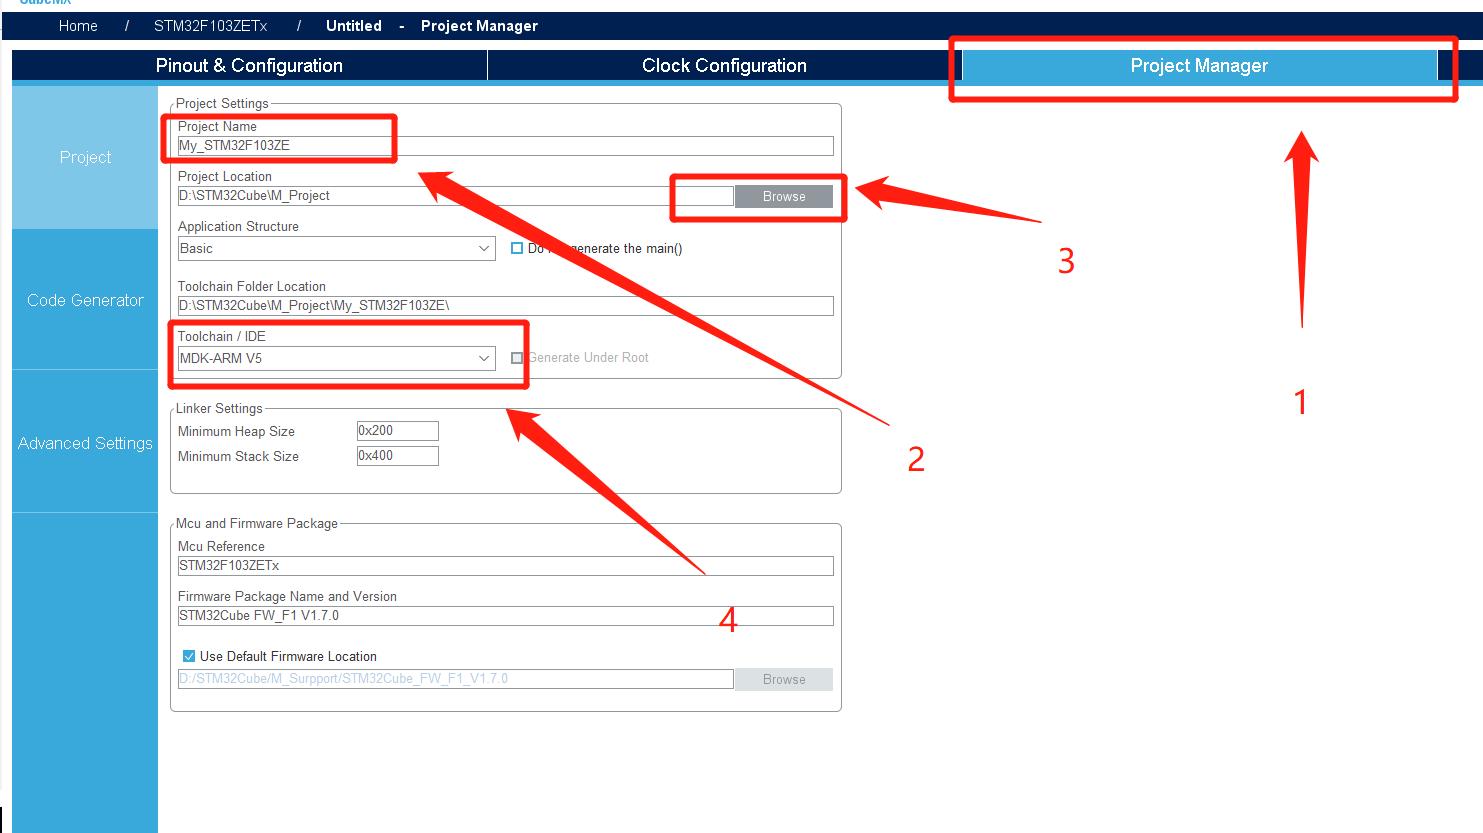 CubeMX
Home / STM32F103ZETx / Untitled - Project Manager
Pinout & Configuration Clock Configuration Project Manager
Project
Code Generator
Advanced Settings
Project Settings
Project Name
My_STM32F103ZE
Project Location
D:\STM32Cube\M_Project Browse
Application Structure
Basic Do generate the main()
Toolchain Folder Location
D:\STM32Cube\M_Project\My_STM32F103ZE\
Toolchain / IDE
MDK-ARM V5 Generate Under Root
Linker Settings
Minimum Heap Size 0x200
Minimum Stack Size 0x400
Mcu and Firmware Package
Mcu Reference
STM32F103ZETx
Firmware Package Name and Version
STM32Cube FW_F1 V1.7.0
Use Default Firmware Location
D:/STM32Cube/M_Surpport/STM32Cube_FW_F1_V1.7.0 Browse
1
2
3
4